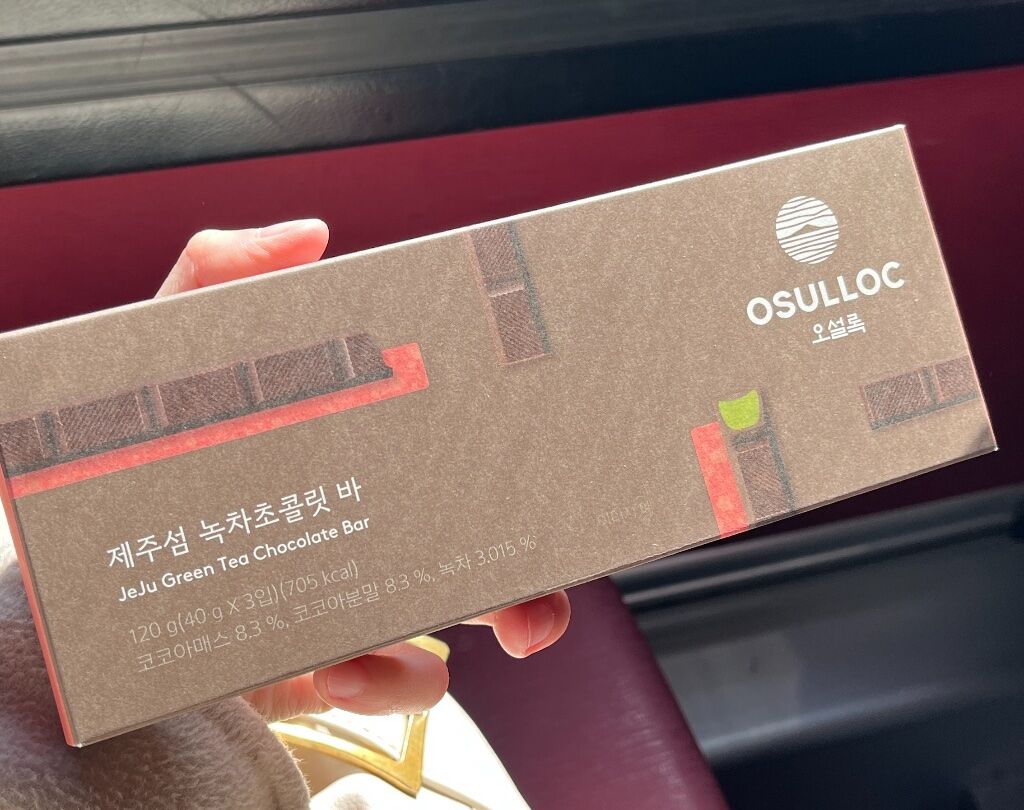 OSULLOC
오설록
제주섬 녹차초콜릿 바
JeJu Green Tea Chocolate Bar
120 g(40 g X 3입)(705 kcal)
코코아매스 8.3 %, 코코아분말 8.3 %, 녹차 3.015 %